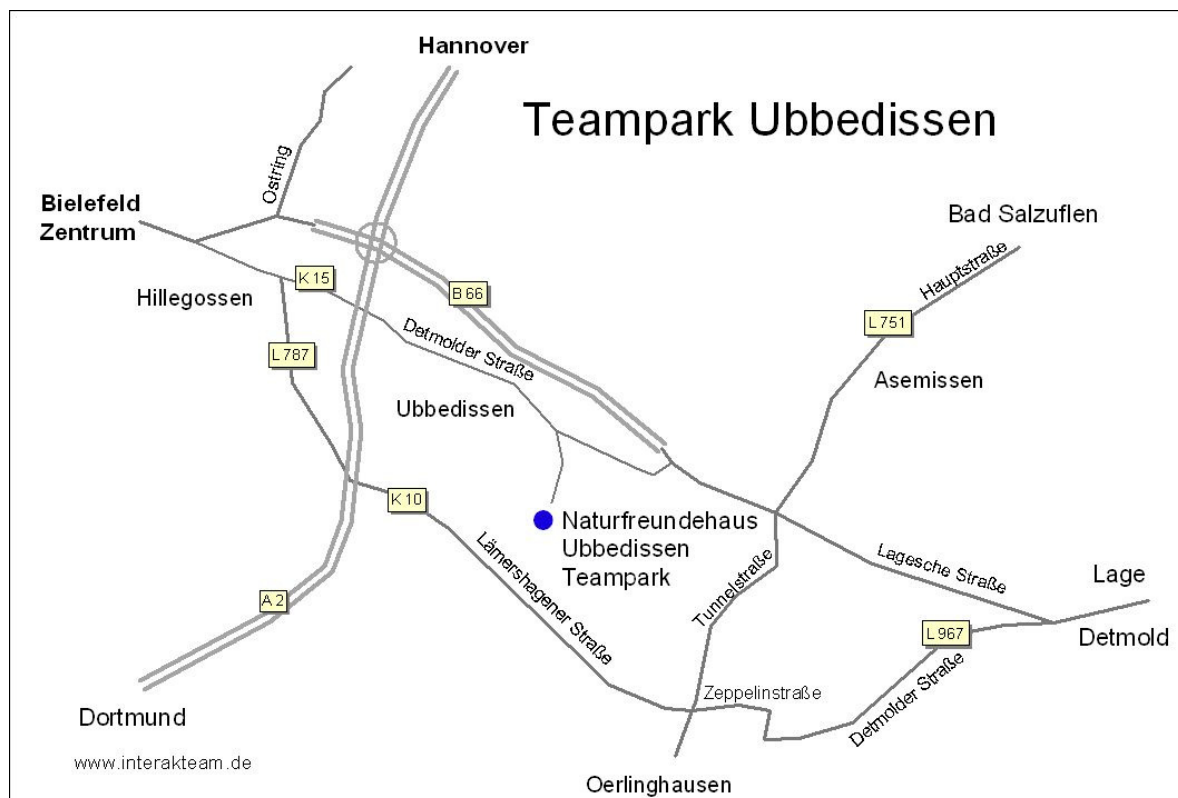 Hannover
Teampark Ubbedissen
Ostring
Bielefeld
Zentrum
Bad Salzuflen
Hauptstraße
K 15
Hillegossen
B 66
L 751
Detmolder Straße
L 787
Asemissen
Ubbedissen
K 10
Naturfreundehaus
Ubbedissen
Teampark
Lämershagener Straße
Tunnelstraße
Lagesche Straße
Lage
A 2
L 967
Detmold
Zeppelinstraße
Detmolder Straße
Dortmund
www.interakteam.de
Oerlinghausen